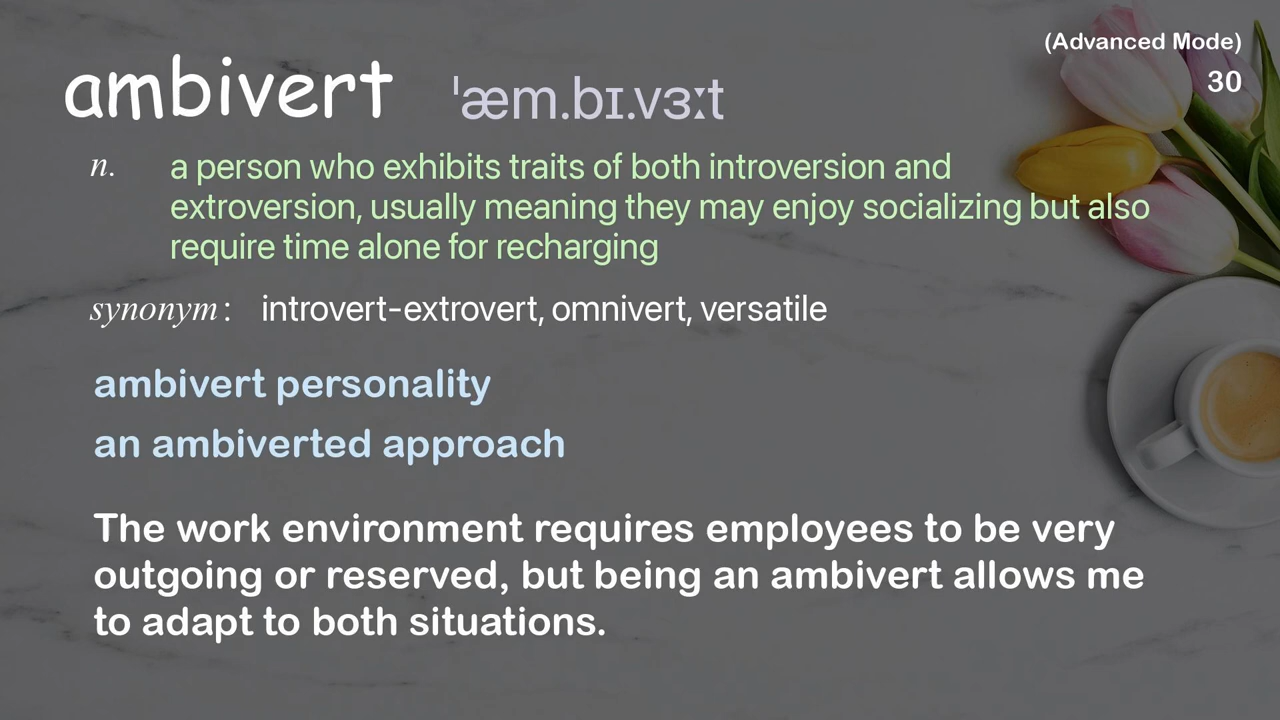 (Advanced Mode)
30
ambivert ˈæm.bɪ.vɜːt
n. a person who exhibits traits of both introversion and
extroversion, usually meaning they may enjoy socializing but also
require time alone for recharging
synonym: introvert-extrovert, omnivert, versatile
ambivert personality
an ambiverted approach
The work environment requires employees to be very
outgoing or reserved, but being an ambivert allows me
to adapt to both situations.